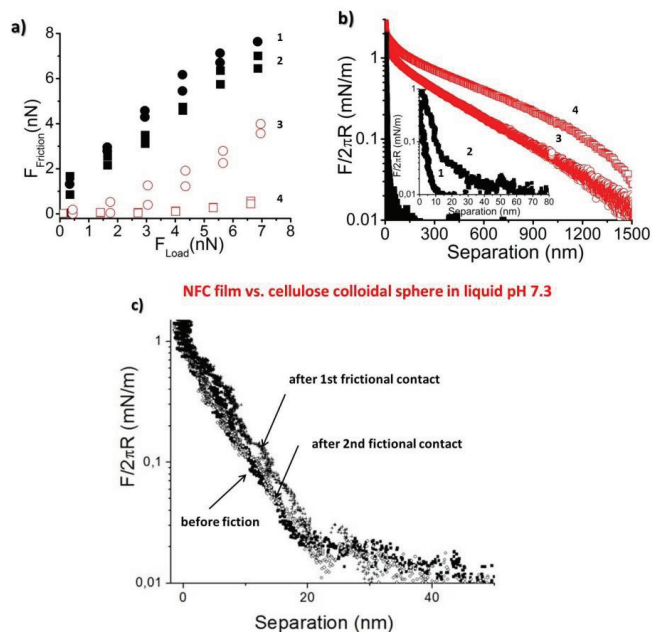 a)
8
6
4
2
0
F_Friction(nN)
1
2
3
4
0 1 2 3 4 5 6 7 8
F_Load(nN)
b)
1
0.1
0.01
F/2πR (mN/m)
4
3
1
0.1
0.01
F/2πR (mN/m)
2
1
0 10 20 30 40 50 60 70 80
Separation (nm)
0 300 600 900 1200 1500
Separation (nm)
NFC film vs. cellulose colloidal sphere in liquid pH 7.3
c)
1
0,1
0,01
F/2πR (mN/m)
after 1st frictional contact
after 2nd fictional contact
before fiction
0 20 40
Separation (nm)